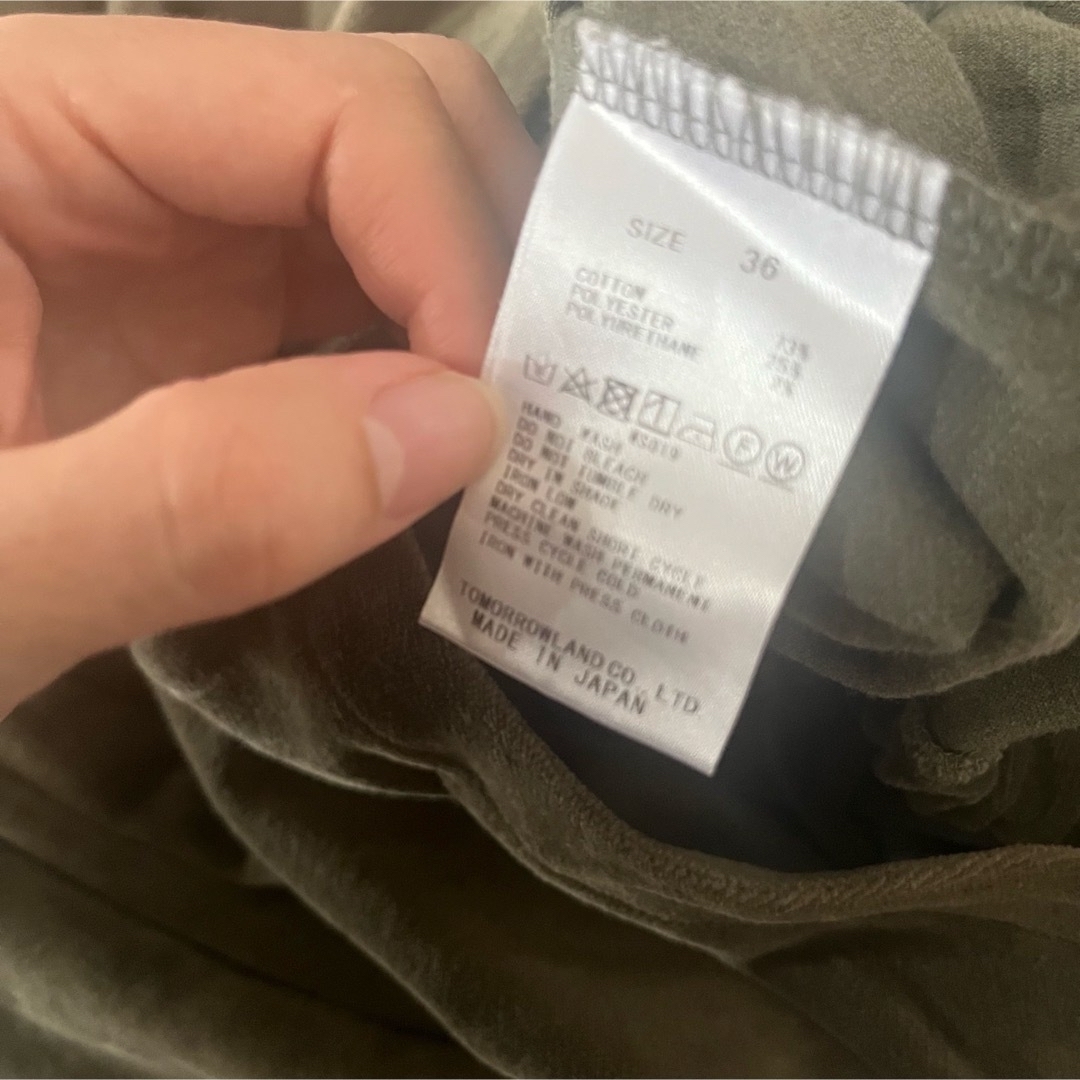 SIZE 36
COTTON 73%
POLYESTER 25%
POLYURETHANE 2%
F W
HAND WASH
DO NOT BLEACH
DO NOT TUMBLE DRY
DRY IN SHADE
IRON LOW
DRY CLEAN SHORT CYCLE
MACHINE WASH PERMANENT
PRESS CYCLE COLD
IRON WITH PRESS CLOTH
TOMORROWLAND CO., LTD.
MADE IN JAPAN